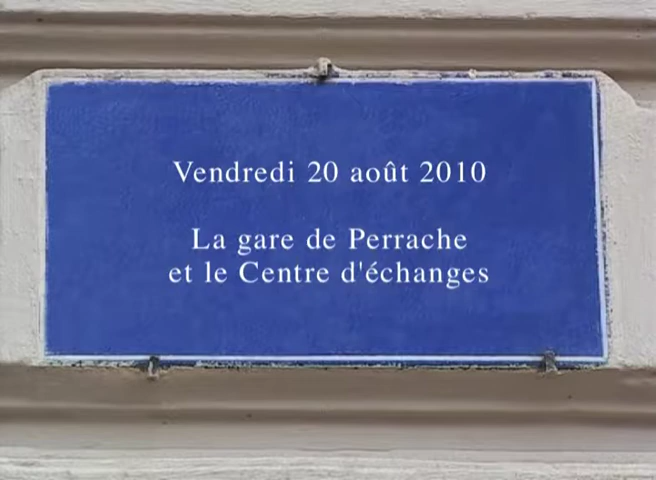 Vendredi 20 août 2010
La gare de Perrache
et le Centre d'échanges